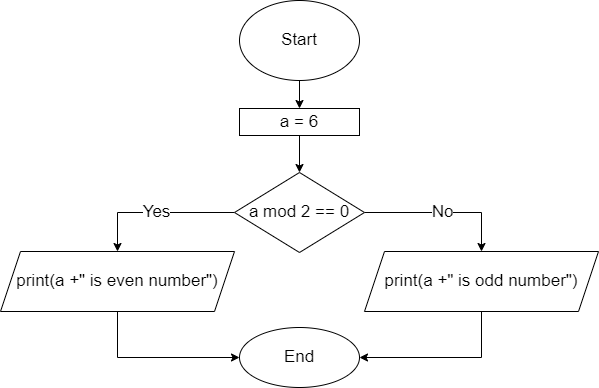 Start
a = 6
a mod 2 == 0
Yes
No
print(a +" is even number")
print(a +" is odd number")
End